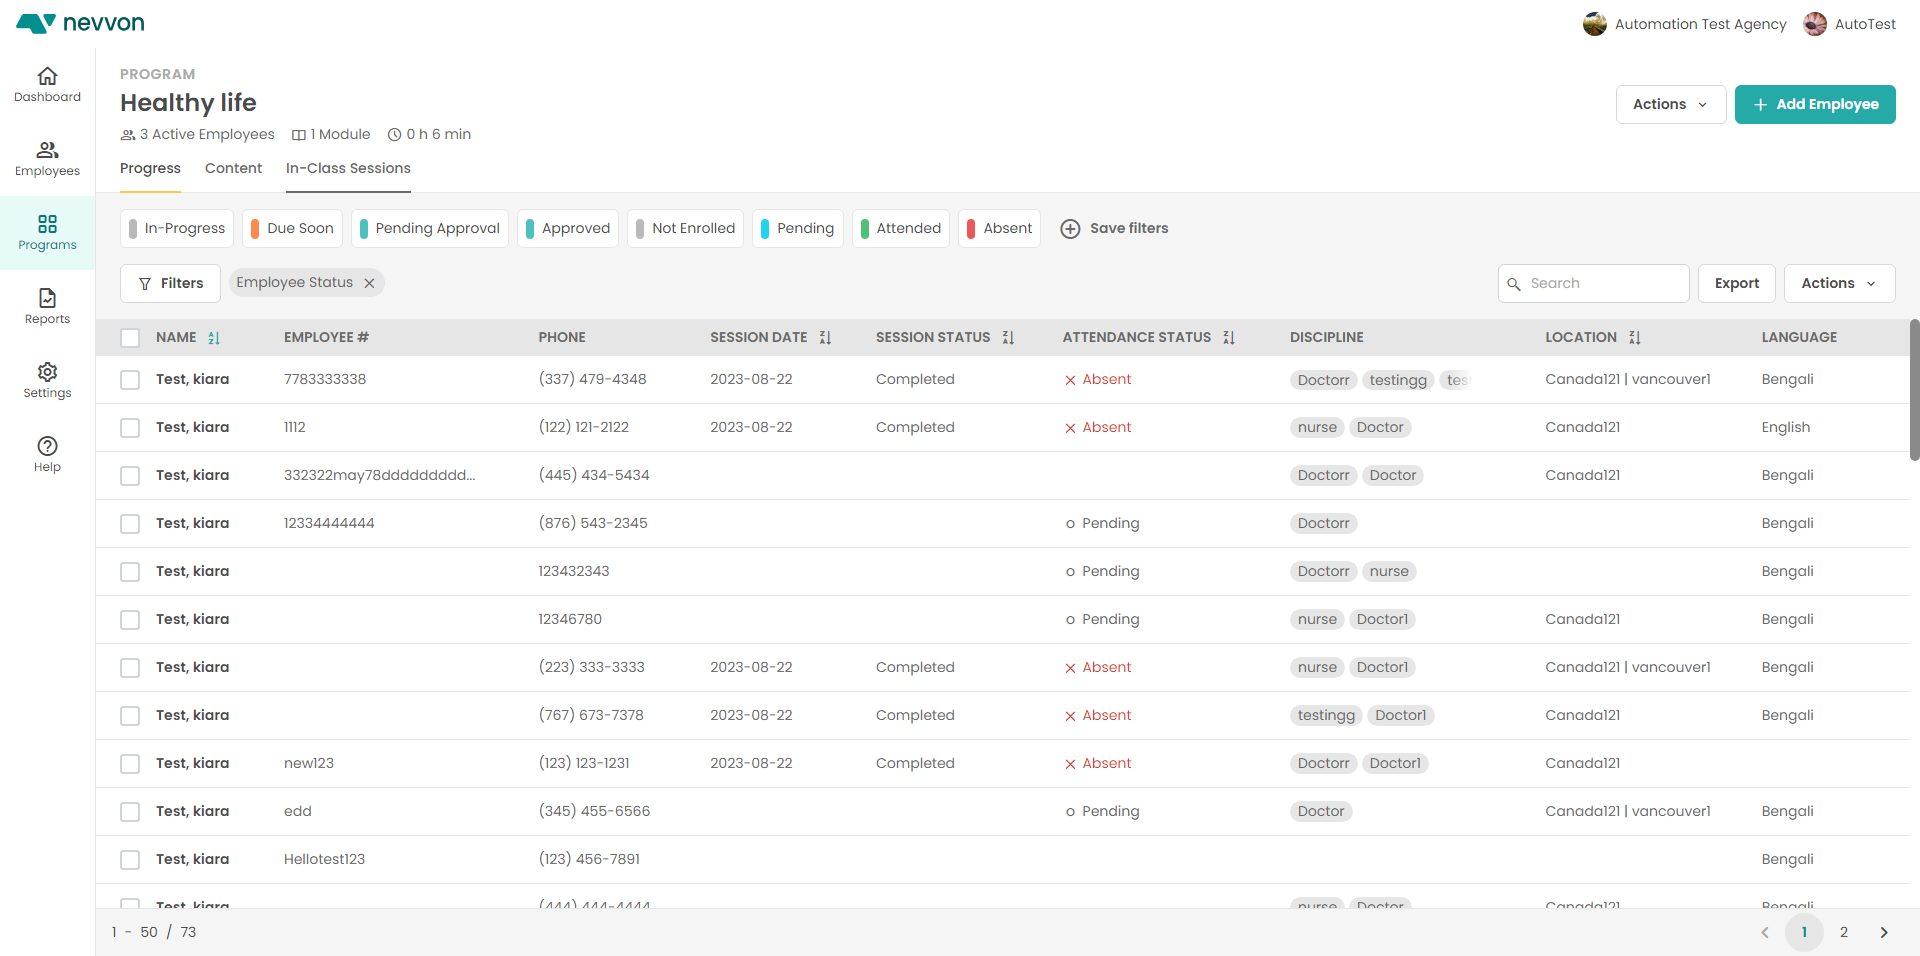 nevvon
Automation Test Agency AutoTest
Dashboard
Employees
Programs
Reports
Settings
Help
PROGRAM
Healthy life
3 Active Employees 1 Module 0 h 6 min
Actions + Add Employee
Progress Content In-Class Sessions
In-Progress Due Soon Pending Approval Approved Not Enrolled Pending Attended Absent Save filters
Filters Employee Status Search Export Actions
NAME EMPLOYEE # PHONE SESSION DATE SESSION STATUS ATTENDANCE STATUS DISCIPLINE LOCATION LANGUAGE
Test, kiara 7783333338 (337) 479-4348 2023-08-22 Completed Absent Doctorr testingg tes Canada121 | vancouver1 Bengali
Test, kiara 1112 (122) 121-2122 2023-08-22 Completed Absent nurse Doctor Canada121 English
Test, kiara 332322may78ddddddddd... (445) 434-5434 Doctorr Doctor Canada121 Bengali
Test, kiara 12334444444 (876) 543-2345 Pending Doctorr Bengali
Test, kiara 123432343 Pending Doctorr nurse Bengali
Test, kiara 12346780 Pending nurse Doctor1 Canada121 Bengali
Test, kiara (223) 333-3333 2023-08-22 Completed Absent nurse Doctor1 Canada121 | vancouver1 Bengali
Test, kiara (767) 673-7378 2023-08-22 Completed Absent testingg Doctor1 Canada121 Bengali
Test, kiara new123 (123) 123-1231 2023-08-22 Completed Absent Doctorr Doctor1 Canada121
Test, kiara edd (345) 455-6566 Pending Doctor Canada121 | vancouver1 Bengali
Test, kiara Hellotest123 (123) 456-7891 Bengali
Test, kiara (444) 444-4444 nurse Doctor Canada121 Bengali
1 - 50 / 73 1 2